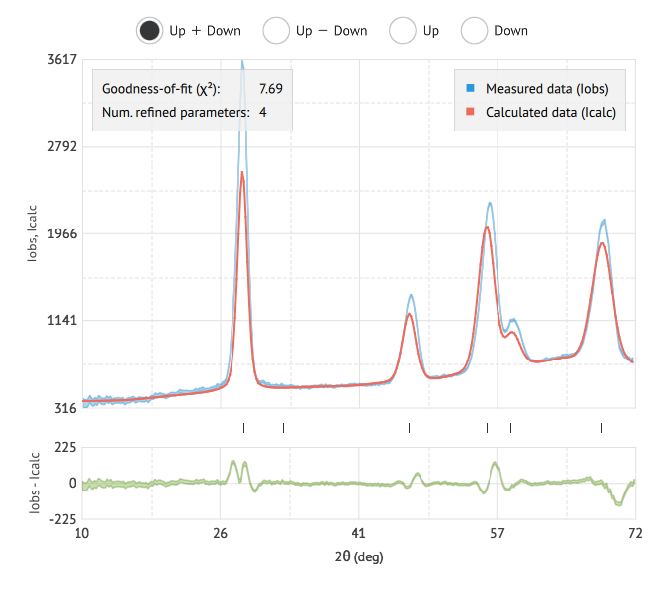 Up + Down Up − Down Up Down
3617
Goodness-of-fit (χ²): 7.69
Num. refined parameters: 4
Measured data (Iobs)
Calculated data (Icalc)
2792
1966
1141
316
Iobs, Icalc
225
0
-225
Iobs - Icalc
10 26 41 57 72
2θ (deg)